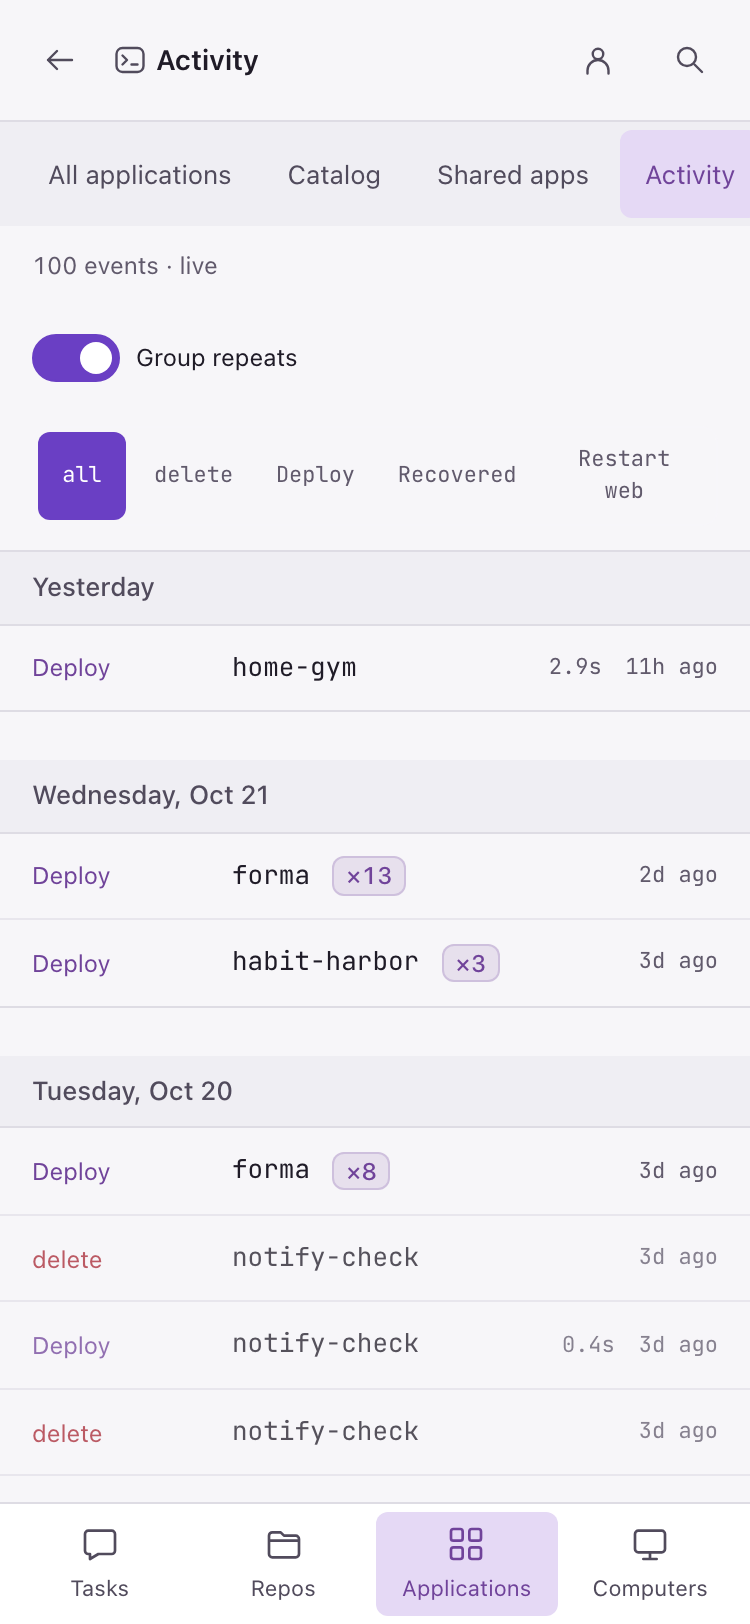 Activity
All applications Catalog Shared apps Activity
100 events · live
Group repeats
all delete Deploy Recovered Restart web
Yesterday
Deploy home-gym 2.9s 11h ago
Wednesday, Oct 21
Deploy forma ×13 2d ago
Deploy habit-harbor ×3 3d ago
Tuesday, Oct 20
Deploy forma ×8 3d ago
delete notify-check 3d ago
Deploy notify-check 0.4s 3d ago
delete notify-check 3d ago
Tasks Repos Applications Computers